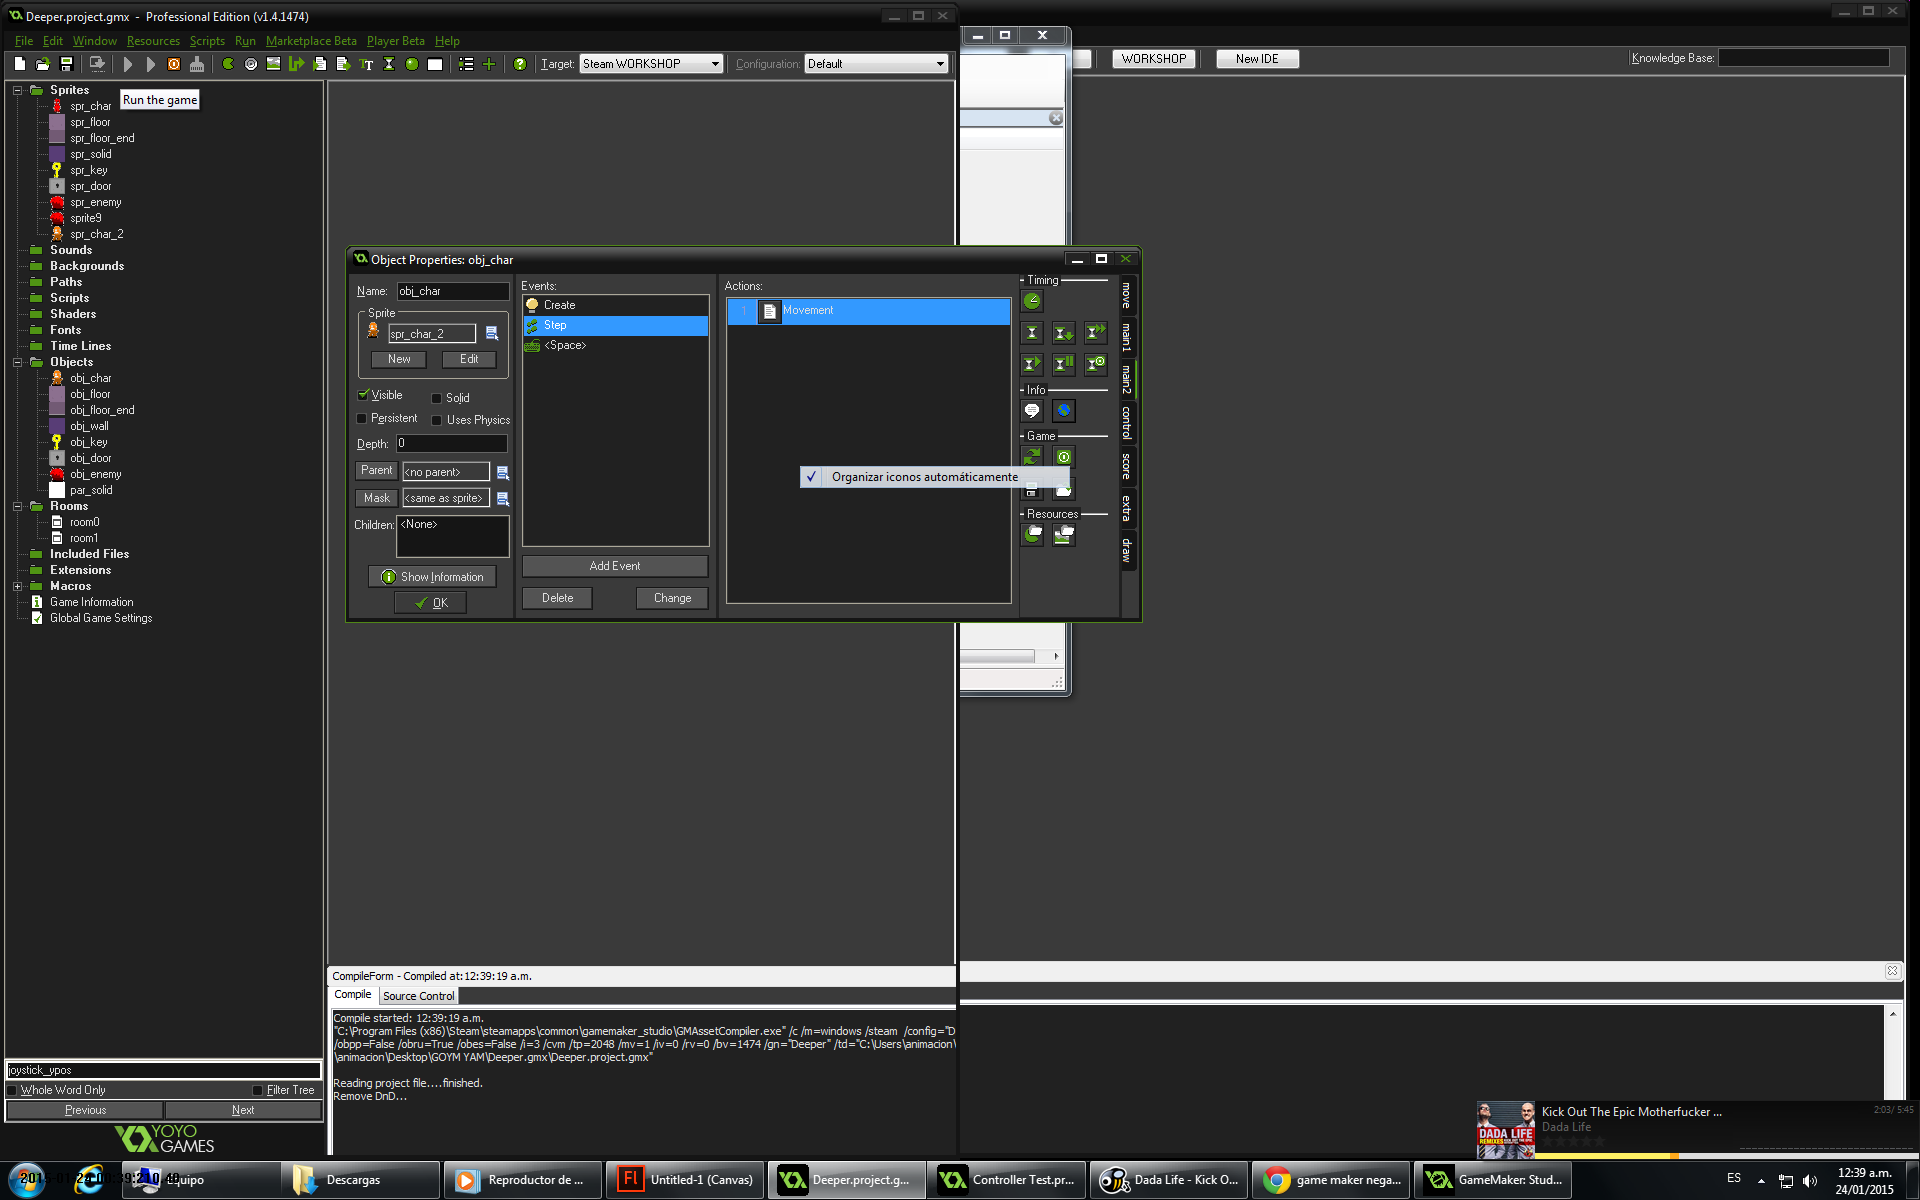 Deeper.project.gmx - Professional Edition (v1.4.1474)
File Edit Window Resources Scripts Run Marketplace Beta Player Beta Help
Target: Steam WORKSHOP Configuration: Default
WORKSHOP New IDE Knowledge Base:
Run the game
Sprites
spr_char
spr_floor
spr_floor_end
spr_solid
spr_key
spr_door
spr_enemy
sprite9
spr_char_2
Sounds
Backgrounds
Paths
Scripts
Shaders
Fonts
Time Lines
Objects
obj_char
obj_floor
obj_floor_end
obj_wall
obj_key
obj_door
obj_enemy
par_solid
Rooms
room0
room1
Included Files
Extensions
Macros
Game Information
Global Game Settings
joystick_ypos
Whole Word Only Filter Tree
Previous Next
YOYO
GAMES
Object Properties: obj_char
Name: obj_char
Sprite
spr_char_2
New Edit
Visible Solid
Persistent Uses Physics
Depth: 0
Parent <no parent>
Mask <same as sprite>
Children: <None>
Show Information
OK
Events:
Create
Step
<Space>
Add Event
Delete Change
Actions:
1 Movement
Organizar iconos automáticamente
Timing
Info
Game
Resources
move
main1
main2
control
score
extra
draw
CompileForm - Compiled at:12:39:19 a.m.
Compile Source Control
Compile started: 12:39:19 a.m.
"C:\Program Files (x86)\Steam\steamapps\common\gamemaker_studio\GMAssetCompiler.exe" /c /m=windows /steam /config="D
/obpp=False /obru=True /obes=False /i=3 /cvm /tp=2048 /mv=1 /iv=0 /rv=0 /bv=1474 /gn="Deeper" /td="C:\Users\animacion\
\animacion\Desktop\GOYM YAM\Deeper.gmx\Deeper.project.gmx"
Reading project file....finished.
Remove DnD...
Kick Out The Epic Motherfucker ...
2:03/ 5:45
Dada Life
DADA LIFE
Equipo
Descargas
Reproductor de ...
Fl Untitled-1 (Canvas)
Deeper.project.g...
Controller Test.pr...
Dada Life - Kick O...
game maker nega...
GameMaker: Stud...
ES
12:39 a.m.
24/01/2015